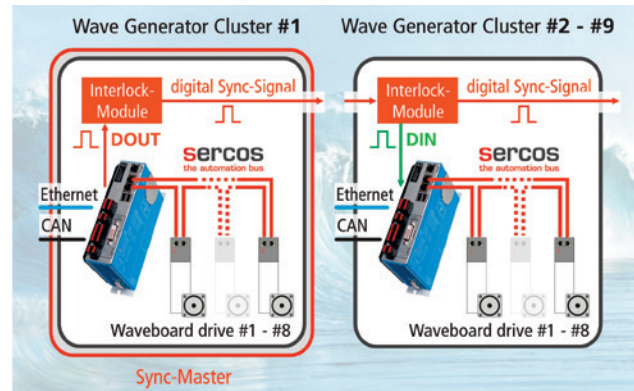 Wave Generator Cluster #1
Interlock-
Module
digital Sync-Signal
DOUT
sercos
the automation bus
Ethernet
CAN
Waveboard drive #1 - #8
Sync-Master
Wave Generator Cluster #2 - #9
Interlock-
Module
digital Sync-Signal
DIN
sercos
the automation bus
Ethernet
CAN
Waveboard drive #1 - #8